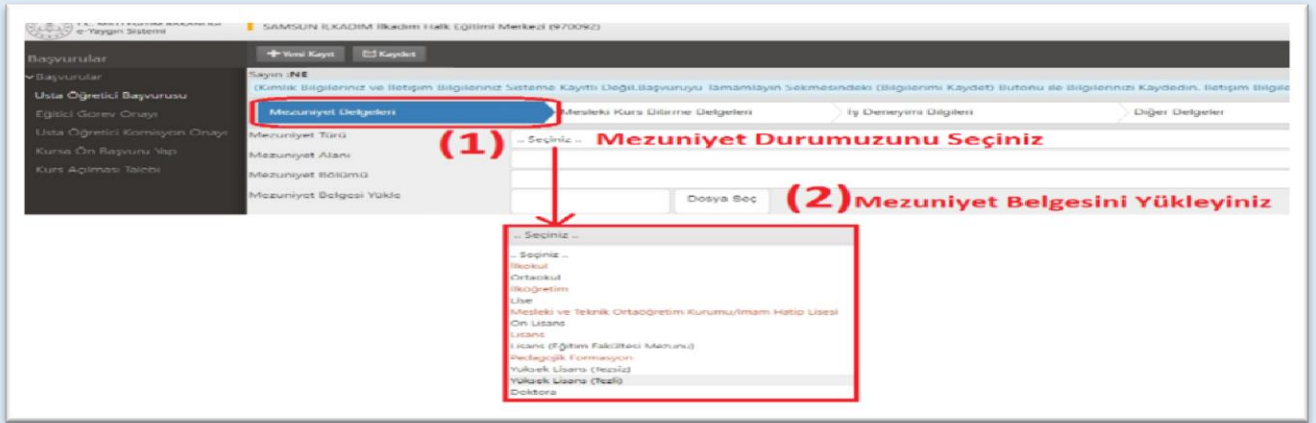 T.C. MİLLİ EĞİTİM BAKANLIĞI
e-Yaygın Sistemi
SAMSUN İLKADIM İlkadım Halk Eğitimi Merkezi (970092)
Başvurular
Yeni Kayıt Kaydet
Başvurular
Sayın :NE
Usta Öğretici Başvurusu
(Kimlik Bilgileriniz ve İletişim Bilgileriniz Sisteme Kayıtlı Değil.Başvuruyu Tamamlayın Sekmesindeki (Bilgilerimi Kaydet) Butonu ile Bilgilerinizi Kaydedin. İletişim Bilgile
Eğitici Görev Onayı
Mezuniyet Belgeleri Mesleki Kurs Bitirme Belgeleri İş Deneyimi Bilgileri Diğer Belgeler
Usta Öğretici Komisyon Onayı
Kursa Ön Başvuru Yap
Kurs Açılması Talebi
Mezuniyet Türü (1) .. Seçiniz .. Mezuniyet Durumuzunu Seçiniz
Mezuniyet Alanı
Mezuniyet Bölümü
Mezuniyet Belgesi Yükle Dosya Seç (2)Mezuniyet Belgesini Yükleyiniz
.. Seçiniz ..
.. Seçiniz ..
İlkokul
Ortaokul
İlköğretim
Lise
Mesleki ve Teknik Ortaöğretim Kurumu/İmam Hatip Lisesi
Ön Lisans
Lisans
Lisans (Eğitim Fakültesi Mezunu)
Pedagojik Formasyon
Yüksek Lisans (Tezsiz)
Yüksek Lisans (Tezli)
Doktora